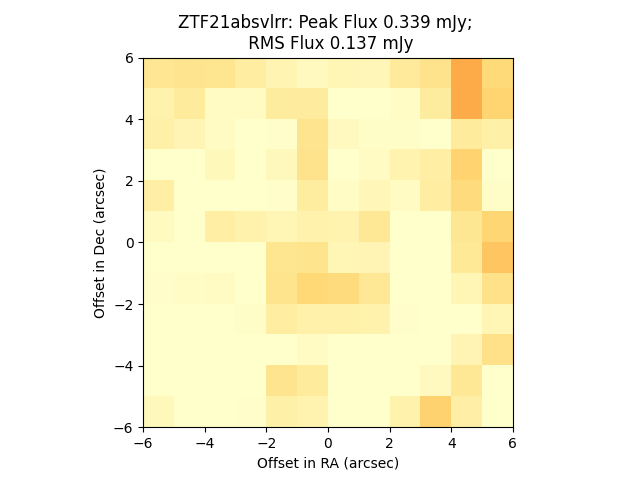 ZTF21absvlrr: Peak Flux 0.339 mJy;
RMS Flux 0.137 mJy
6
4
2
0
−2
−4
−6
Offset in Dec (arcsec)
−6 −4 −2 0 2 4 6
Offset in RA (arcsec)